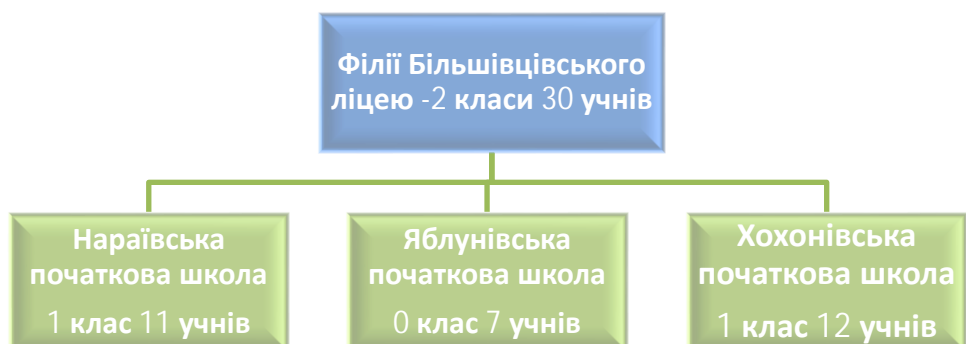 Філії Більшівцівського
ліцею -2 класи 30 учнів
Нараївська
початкова школа
1 клас 11 учнів
Яблунівська
початкова школа
0 клас 7 учнів
Хохонівська
початкова школа
1 клас 12 учнів